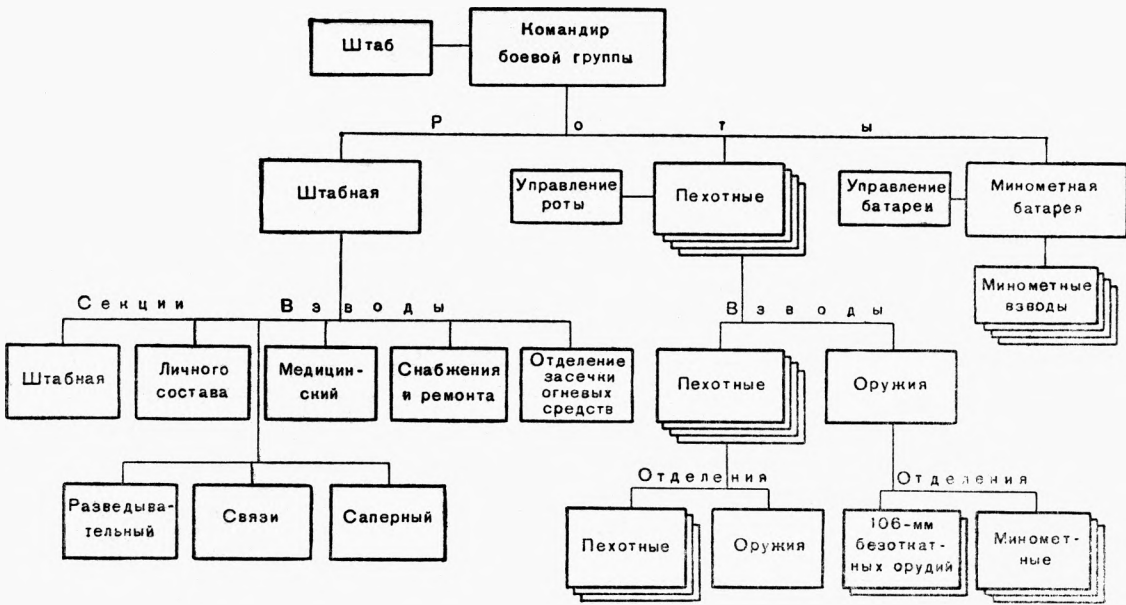 Штаб
Командир
боевой группы
Роты
Штабная
Управление
роты
Пехотные
Управление
батареи
Минометная
батарея
Минометные
взводы
Секции
Взводы
Взводы
Штабная
Личного
состава
Медицин-
ский
Снабжения
и ремонта
Отделение
засечки
огневых
средств
Пехотные
Оружия
Разведыва-
тельный
Связи
Саперный
Отделения
Отделения
Пехотные
Оружия
106-мм
безоткат-
ных орудий
Миномет-
ные